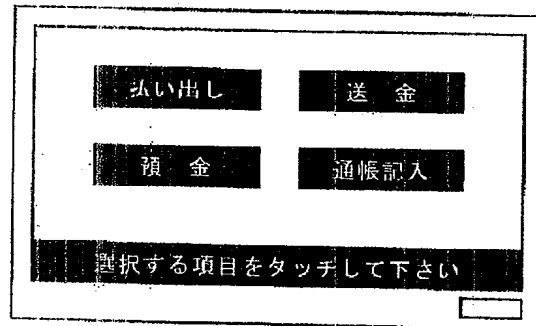 払い出し
送 金
預 金
通帳記入
選択する項目をタッチして下さい